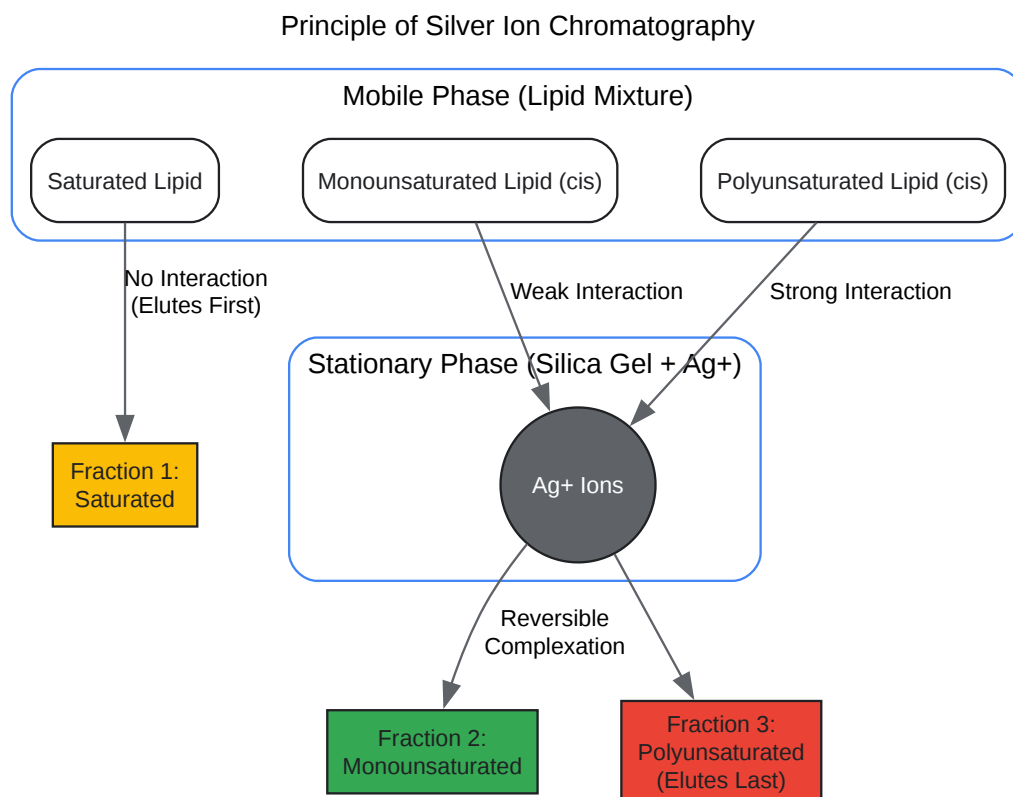 Principle of Silver Ion Chromatography
Mobile Phase (Lipid Mixture)
Saturated Lipid
Monounsaturated Lipid (cis)
Polyunsaturated Lipid (cis)
No Interaction
(Elutes First)
Weak Interaction
Strong Interaction
Stationary Phase (Silica Gel + Ag+)
Fraction 1:
Saturated
Ag+ Ions
Reversible
Complexation
Fraction 2:
Monounsaturated
Fraction 3:
Polyunsaturated
(Elutes Last)